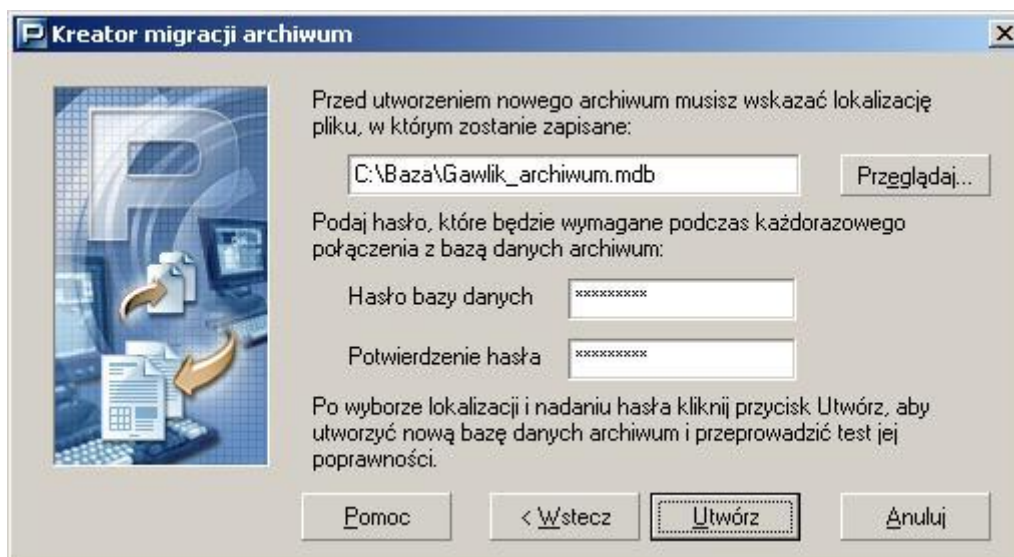 Kreator migracji archiwum
Przed utworzeniem nowego archiwum musisz wskazać lokalizację
pliku, w którym zostanie zapisane:
C:\Baza\Gawlik_archiwum.mdb
Przeglądaj...
Podaj hasło, które będzie wymagane podczas każdorazowego
połączenia z bazą danych archiwum:
Hasło bazy danych
*********
Potwierdzenie hasła
*********
Po wyborze lokalizacji i nadaniu hasła kliknij przycisk Utwórz, aby
utworzyć nową bazę danych archiwum i przeprowadzić test jej
poprawności.
Pomoc
< Wstecz
Utwórz
Anuluj